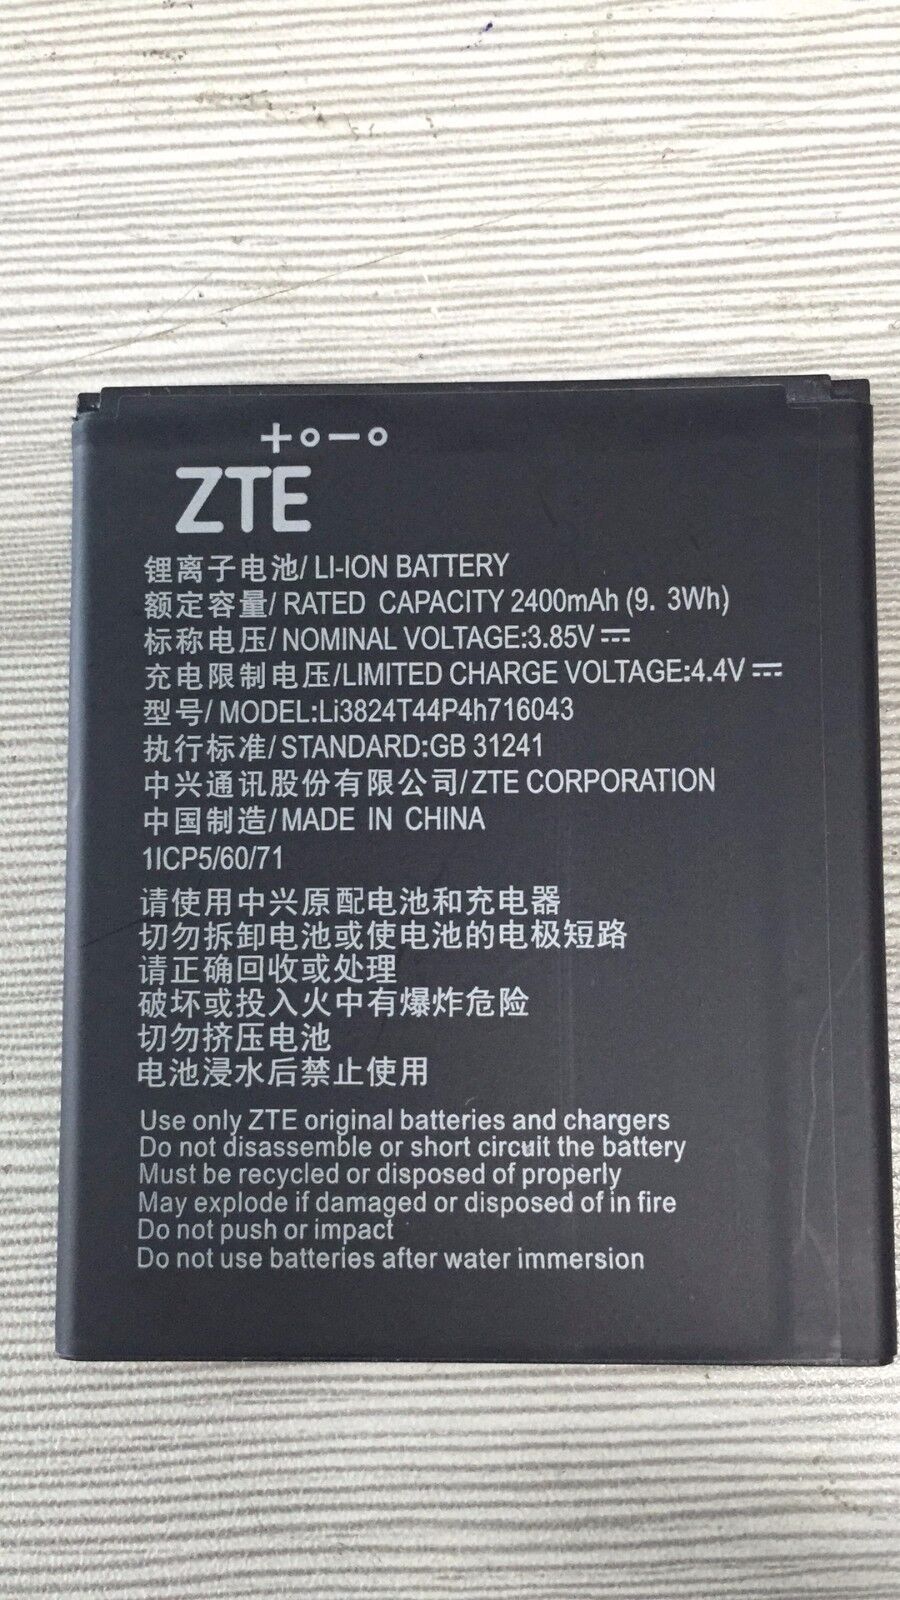 +o-o
ZTE
锂离子电池/ LI-ION BATTERY
额定容量/ RATED CAPACITY 2400mAh (9. 3Wh)
标称电压/ NOMINAL VOLTAGE:3.85V⎓
充电限制电压/LIMITED CHARGE VOLTAGE:4.4V⎓
型号/ MODEL:Li3824T44P4h716043
执行标准/ STANDARD:GB 31241
中兴通讯股份有限公司/ZTE CORPORATION
中国制造/ MADE IN CHINA
1ICP5/60/71
请使用中兴原配电池和充电器
切勿拆卸电池或使电池的电极短路
请正确回收或处理
破坏或投入火中有爆炸危险
切勿挤压电池
电池浸水后禁止使用
Use only ZTE original batteries and chargers
Do not disassemble or short circuit the battery
Must be recycled or disposed of properly
May explode if damaged or disposed of in fire
Do not push or impact
Do not use batteries after water immersion